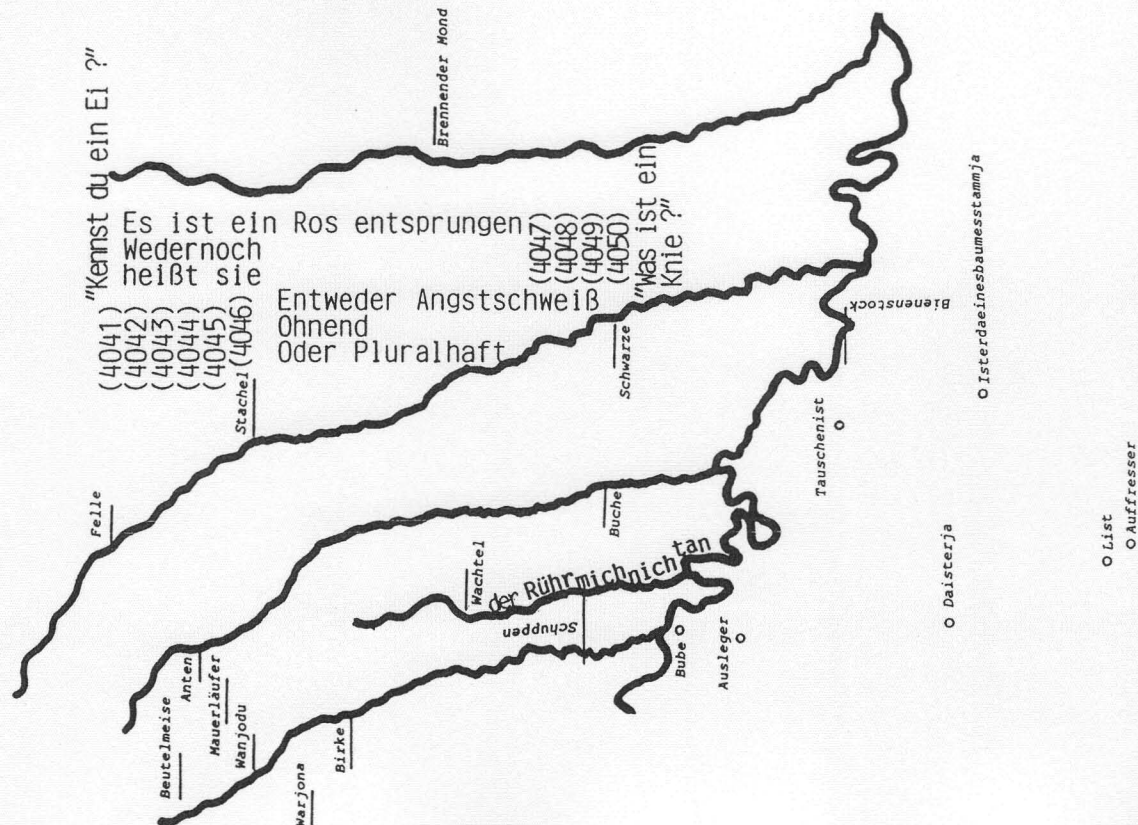 "Kennst du ein Ei ?"
Brennender Mond
Es ist ein Ros entsprungen
Wedernoch
heißt sie
(4041)
(4042)
(4043)
(4044)
(4045)
(4046)
(4047)
(4048)
(4049)
(4050)
"Was ist ein
Knie ?"
Entweder Angstschweiß
Ohnend
Oder Pluralhaft
Stachel
Schwarze
Bienenstock
Isterdaeinesbaumesstammja
Felle
Tauschenist
Buche
Wachtel
der Rührmichnichtan
Schuppen
Bube
Ausleger
Daisterja
List
Auffresser
Anten
Mauerläufer
Beutelmeise
Wanjodu
Birke
Warjona